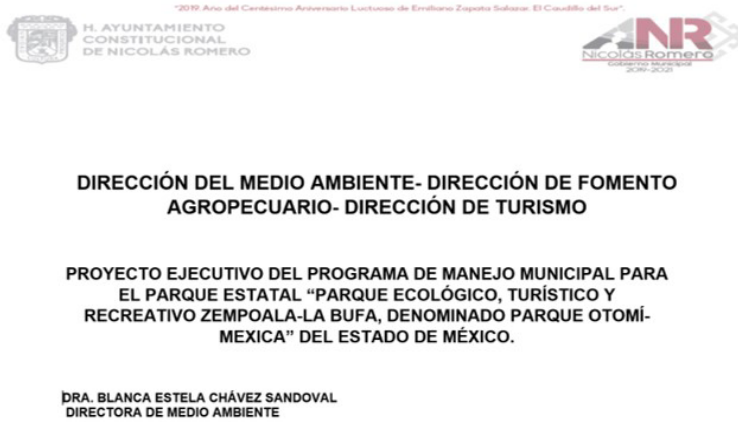 "2019. Año del Centésimo Aniversario Luctuoso de Emiliano Zapata Salazar. El Caudillo del Sur".
H. AYUNTAMIENTO
CONSTITUCIONAL
DE NICOLÁS ROMERO
NR
Nicolás Romero
Gobierno Municipal
2019-2021
DIRECCIÓN DEL MEDIO AMBIENTE- DIRECCIÓN DE FOMENTO
AGROPECUARIO- DIRECCIÓN DE TURISMO
PROYECTO EJECUTIVO DEL PROGRAMA DE MANEJO MUNICIPAL PARA
EL PARQUE ESTATAL “PARQUE ECOLÓGICO, TURÍSTICO Y
RECREATIVO ZEMPOALA-LA BUFA, DENOMINADO PARQUE OTOMÍ-
MEXICA” DEL ESTADO DE MÉXICO.
DRA. BLANCA ESTELA CHÁVEZ SANDOVAL
DIRECTORA DE MEDIO AMBIENTE